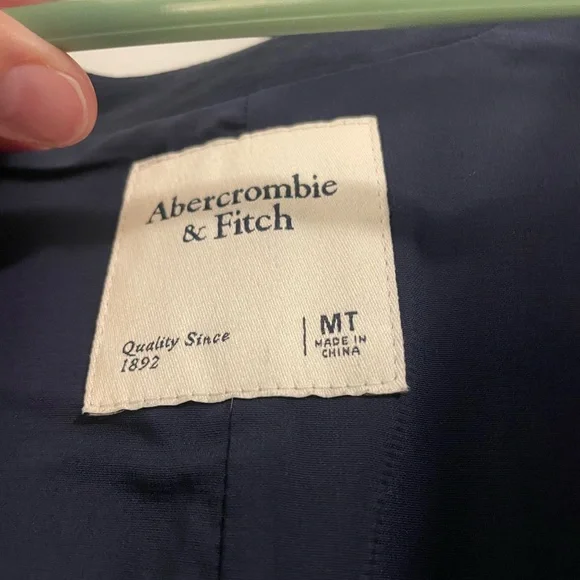 Abercrombie
& Fitch
Quality Since
1892
MT
MADE IN
CHINA